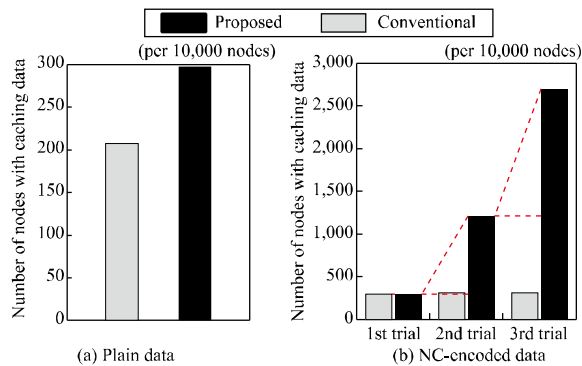 Proposed
Conventional
(per 10,000 nodes)
Number of nodes with caching data
300
250
200
150
100
50
0
(a) Plain data
(per 10,000 nodes)
Number of nodes with caching data
3,000
2,500
2,000
1,500
1,000
500
0
1st trial 2nd trial 3rd trial
(b) NC-encoded data